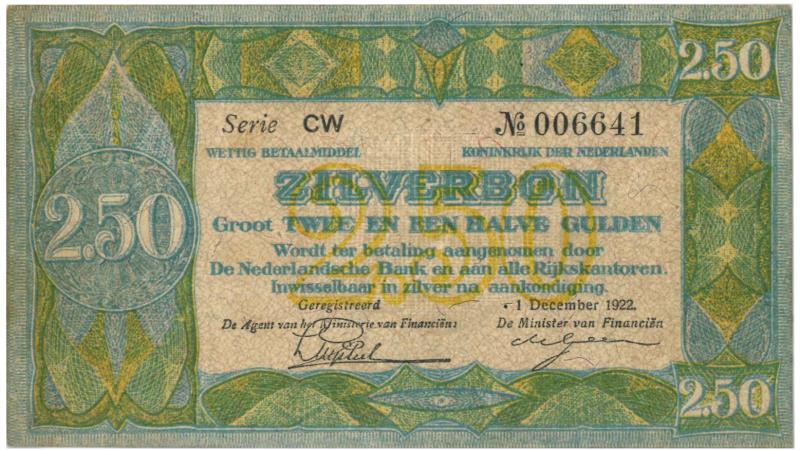 2.50
Serie CW № 006641
WETTIG BETAALMIDDEL KONINKRIJK DER NEDERLANDEN
2.50
ZILVERBON
2.50
Groot TWEE EN EEN HALVE GULDEN
Wordt ter betaling aangenomen door
De Nederlandsche Bank en aan alle Rijkskantoren.
Inwisselbaar in zilver na aankondiging.
Geregistreerd 1 December 1922.
De Agent van het Ministerie van Financiën: De Minister van Financiën
2.50